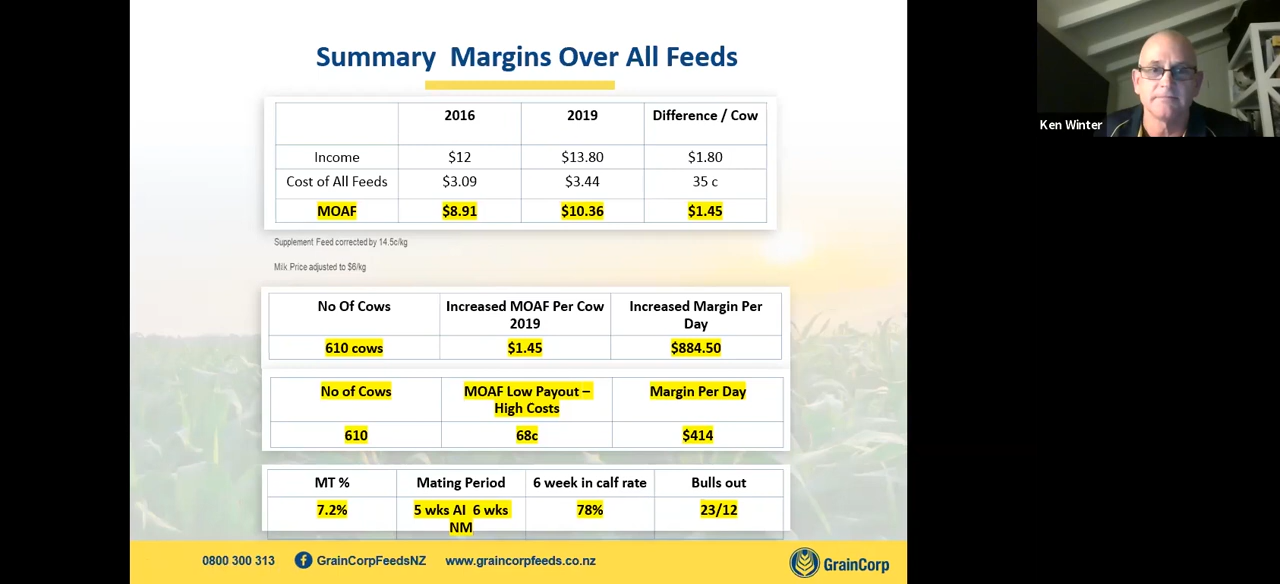 Summary Margins Over All Feeds
2016 2019 Difference / Cow
Income $12 $13.80 $1.80
Cost of All Feeds $3.09 $3.44 35 c
MOAF $8.91 $10.36 $1.45
Supplement Feed corrected by 14.5c/kg
Milk Price adjusted to $6/kg
No Of Cows Increased MOAF Per Cow 2019 Increased Margin Per Day
610 cows $1.45 $884.50
No of Cows MOAF Low Payout – High Costs Margin Per Day
610 68c $414
MT % Mating Period 6 week in calf rate Bulls out
7.2% 5 wks AI 6 wks NM 78% 23/12
0800 300 313 GrainCorpFeedsNZ www.graincorpfeeds.co.nz GrainCorp
Ken Winter